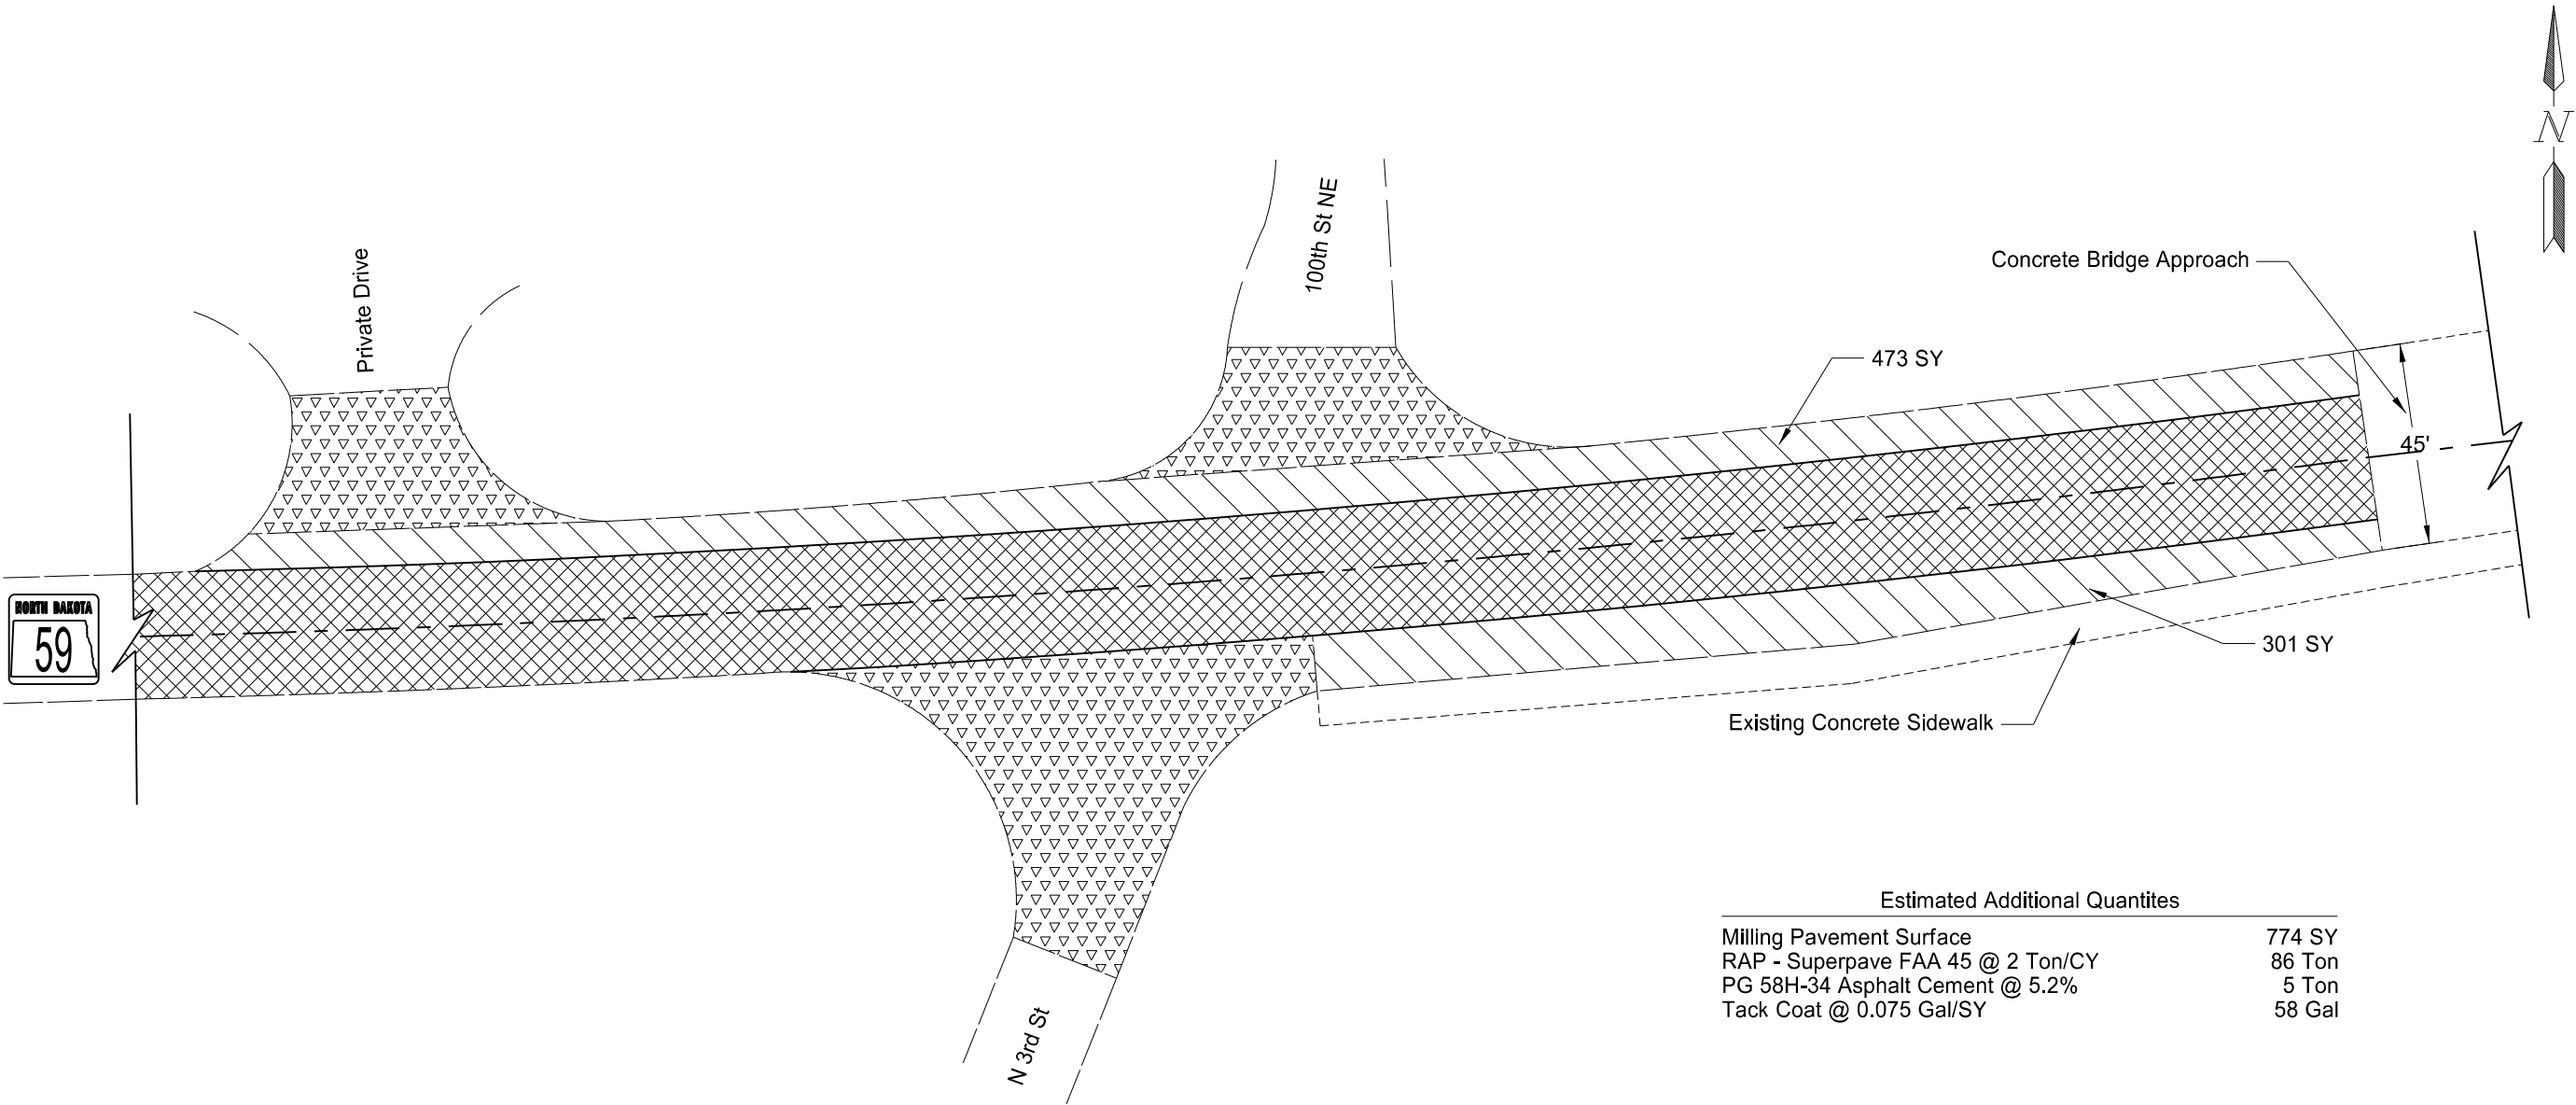 N
100th St NE
Private Drive
Concrete Bridge Approach
473 SY
45'
NORTH DAKOTA
59
301 SY
Existing Concrete Sidewalk
Estimated Additional Quantites
Milling Pavement Surface 774 SY
RAP - Superpave FAA 45 @ 2 Ton/CY 86 Ton
PG 58H-34 Asphalt Cement @ 5.2% 5 Ton
Tack Coat @ 0.075 Gal/SY 58 Gal
N 3rd St